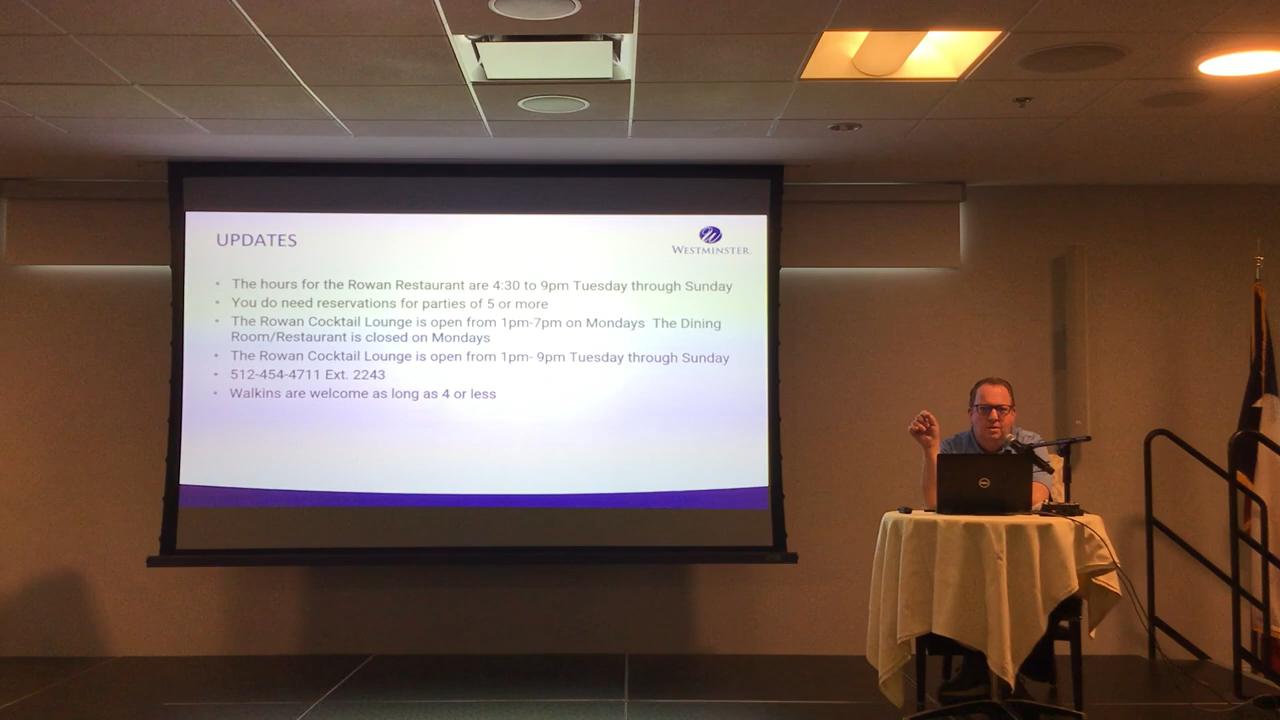 UPDATES
WESTMINSTER
• The hours for the Rowan Restaurant are 4:30 to 9pm Tuesday through Sunday
• You do need reservations for parties of 5 or more
• The Rowan Cocktail Lounge is open from 1pm-7pm on Mondays The Dining
Room/Restaurant is closed on Mondays
• The Rowan Cocktail Lounge is open from 1pm- 9pm Tuesday through Sunday
• 512-454-4711 Ext. 2243
• Walkins are welcome as long as 4 or less
DELL